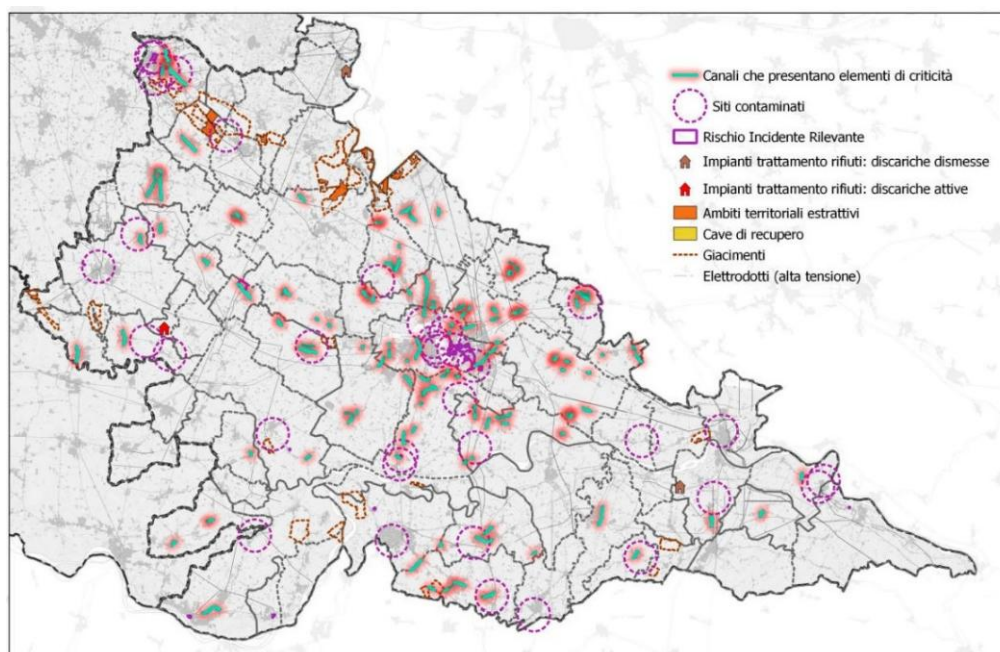 Canali che presentano elementi di criticità
Siti contaminati
Rischio Incidente Rilevante
Impianti trattamento rifiuti: discariche dismesse
Impianti trattamento rifiuti: discariche attive
Ambiti territoriali estrattivi
Cave di recupero
Giacimenti
Elettrodotti (alta tensione)